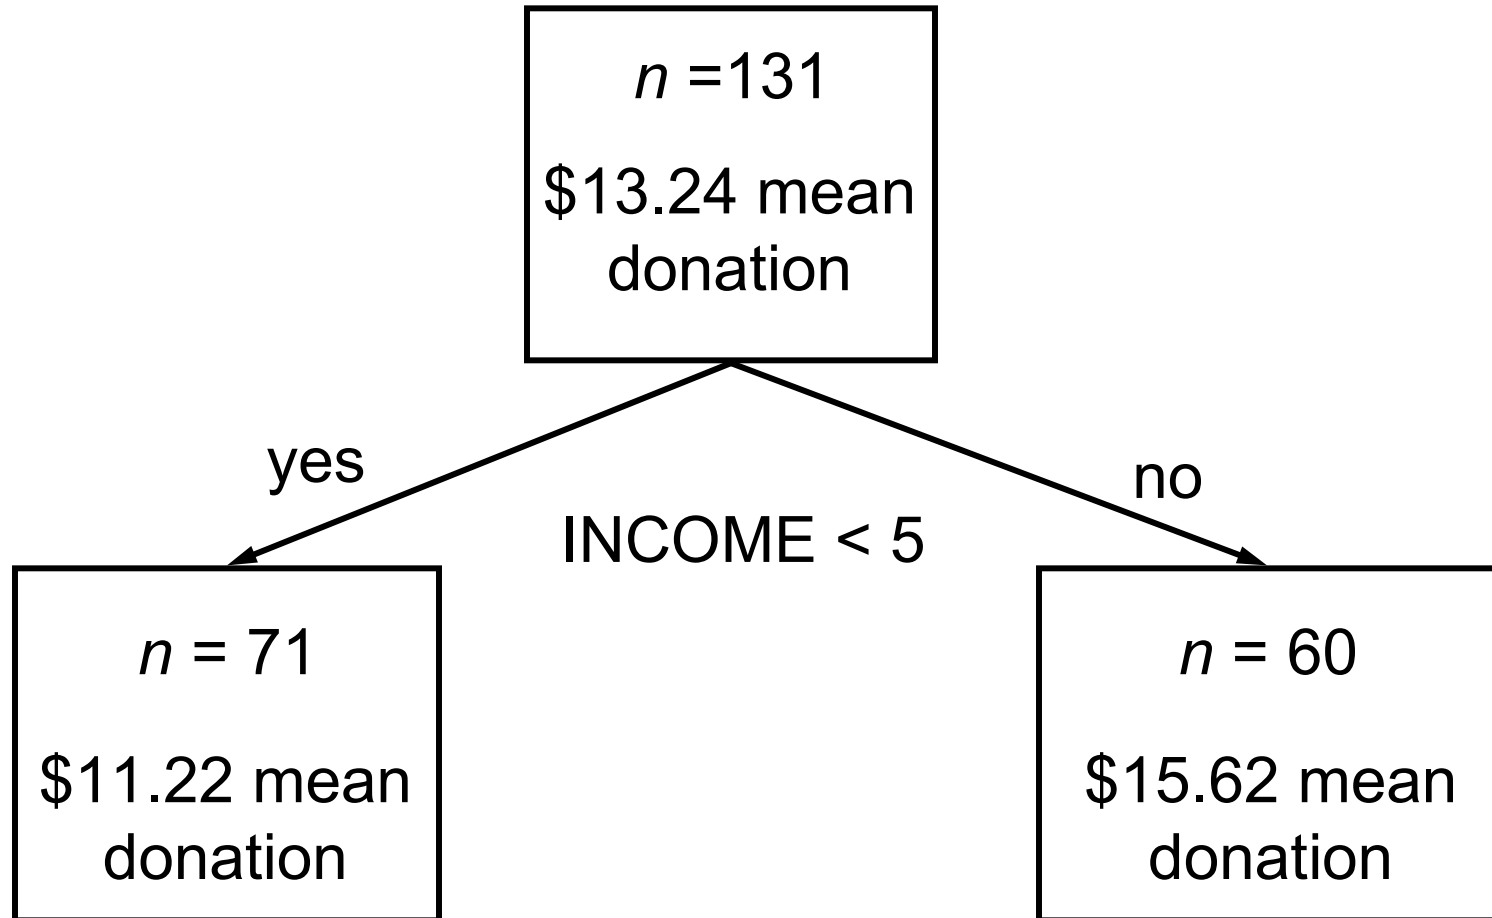 n =131
$13.24 mean
donation
yes
no
INCOME < 5
n = 71
$11.22 mean
donation
n = 60
$15.62 mean
donation